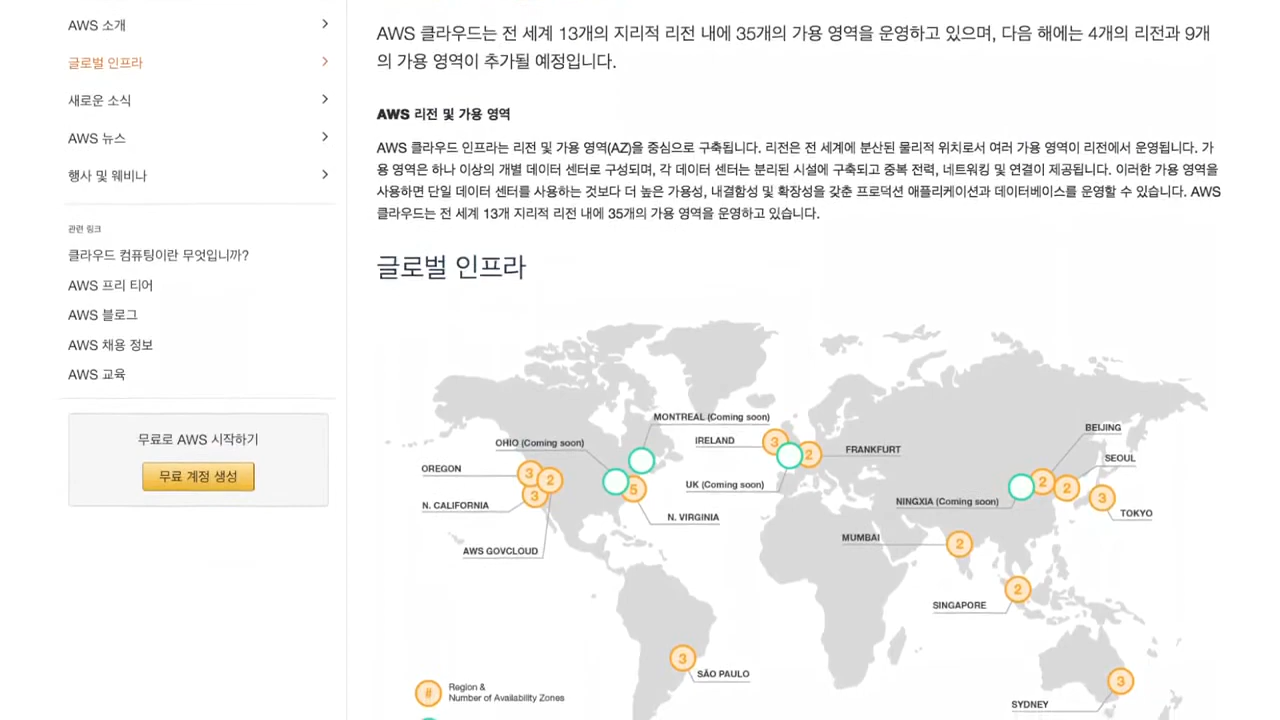 AWS 소개
글로벌 인프라
새로운 소식
AWS 뉴스
행사 및 웨비나
관련 링크
클라우드 컴퓨팅이란 무엇입니까?
AWS 프리 티어
AWS 블로그
AWS 채용 정보
AWS 교육
무료로 AWS 시작하기
무료 계정 생성
AWS 클라우드는 전 세계 13개의 지리적 리전 내에 35개의 가용 영역을 운영하고 있으며, 다음 해에는 4개의 리전과 9개
의 가용 영역이 추가될 예정입니다.
AWS 리전 및 가용 영역
AWS 클라우드 인프라는 리전 및 가용 영역(AZ)을 중심으로 구축됩니다. 리전은 전 세계에 분산된 물리적 위치로서 여러 가용 영역이 리전에서 운영됩니다. 가
용 영역은 하나 이상의 개별 데이터 센터로 구성되며, 각 데이터 센터는 분리된 시설에 구축되고 중복 전력, 네트워킹 및 연결이 제공됩니다. 이러한 가용 영역을
사용하면 단일 데이터 센터를 사용하는 것보다 더 높은 가용성, 내결함성 및 확장성을 갖춘 프로덕션 애플리케이션과 데이터베이스를 운영할 수 있습니다. AWS
클라우드는 전 세계 13개 지리적 리전 내에 35개의 가용 영역을 운영하고 있습니다.
글로벌 인프라
MONTREAL (Coming soon)
OHIO (Coming soon)
IRELAND
3
2
FRANKFURT
BEIJING
SEOUL
OREGON
3
2
3
5
UK (Coming soon)
N. CALIFORNIA
N. VIRGINIA
AWS GOVCLOUD
NINGXIA (Coming soon)
2
2
3
TOKYO
MUMBAI
2
SINGAPORE
2
3
SÃO PAULO
3
SYDNEY
# Region &
Number of Availability Zones